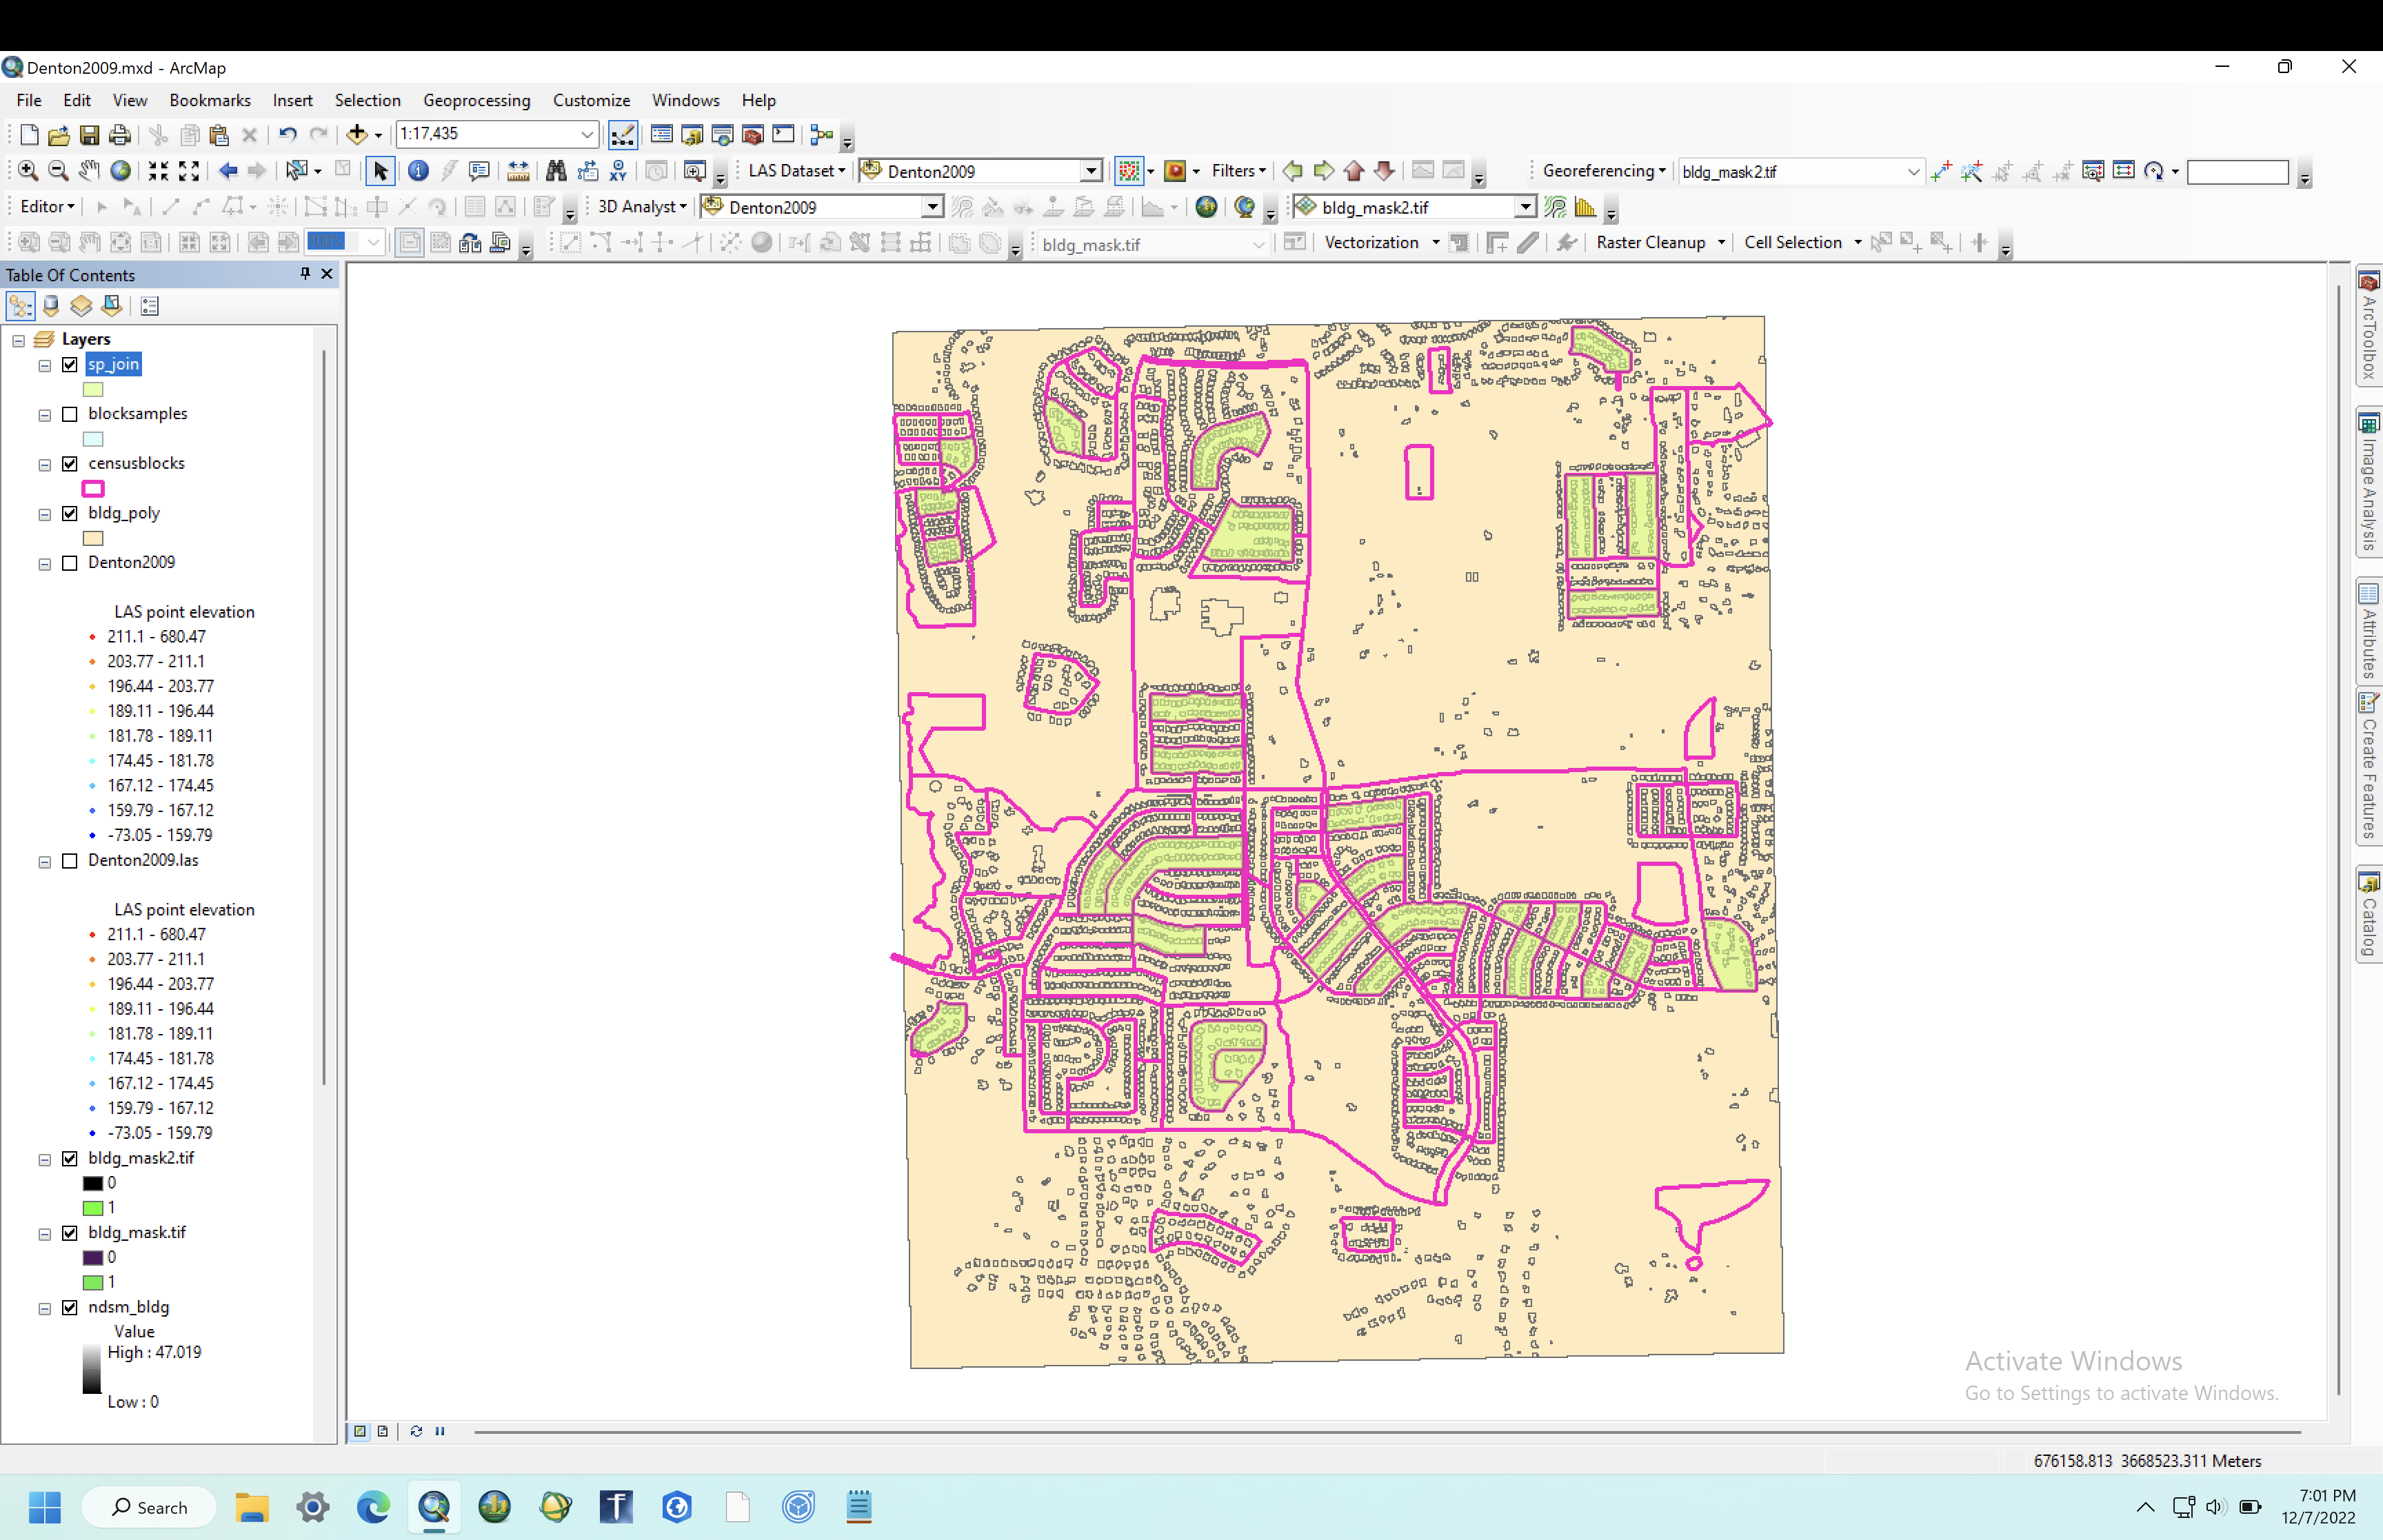 Denton2009.mxd - ArcMap
File Edit View Bookmarks Insert Selection Geoprocessing Customize Windows Help
1:17,435
LAS Dataset Denton2009 Filters Georeferencing bldg_mask2.tif
Editor 3D Analyst Denton2009 bldg_mask2.tif
100% bldg_mask.tif Vectorization Raster Cleanup Cell Selection
Table Of Contents
Layers
sp_join
blocksamples
censusblocks
bldg_poly
Denton2009
LAS point elevation
211.1 - 680.47
203.77 - 211.1
196.44 - 203.77
189.11 - 196.44
181.78 - 189.11
174.45 - 181.78
167.12 - 174.45
159.79 - 167.12
-73.05 - 159.79
Denton2009.las
LAS point elevation
211.1 - 680.47
203.77 - 211.1
196.44 - 203.77
189.11 - 196.44
181.78 - 189.11
174.45 - 181.78
167.12 - 174.45
159.79 - 167.12
-73.05 - 159.79
bldg_mask2.tif
0
1
bldg_mask.tif
0
1
ndsm_bldg
Value
High : 47.019
Low : 0
ArcToolbox
Image Analysis
Attributes
Create Features
Catalog
Activate Windows
Go to Settings to activate Windows.
676158.813 3668523.311 Meters
Search
7:01 PM
12/7/2022